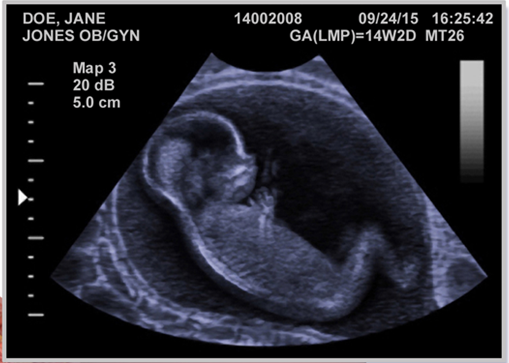 DOE, JANE 14002008 09/24/15 16:25:42
JONES OB/GYN GA(LMP)=14W2D MT26
Map 3
20 dB
5.0 cm